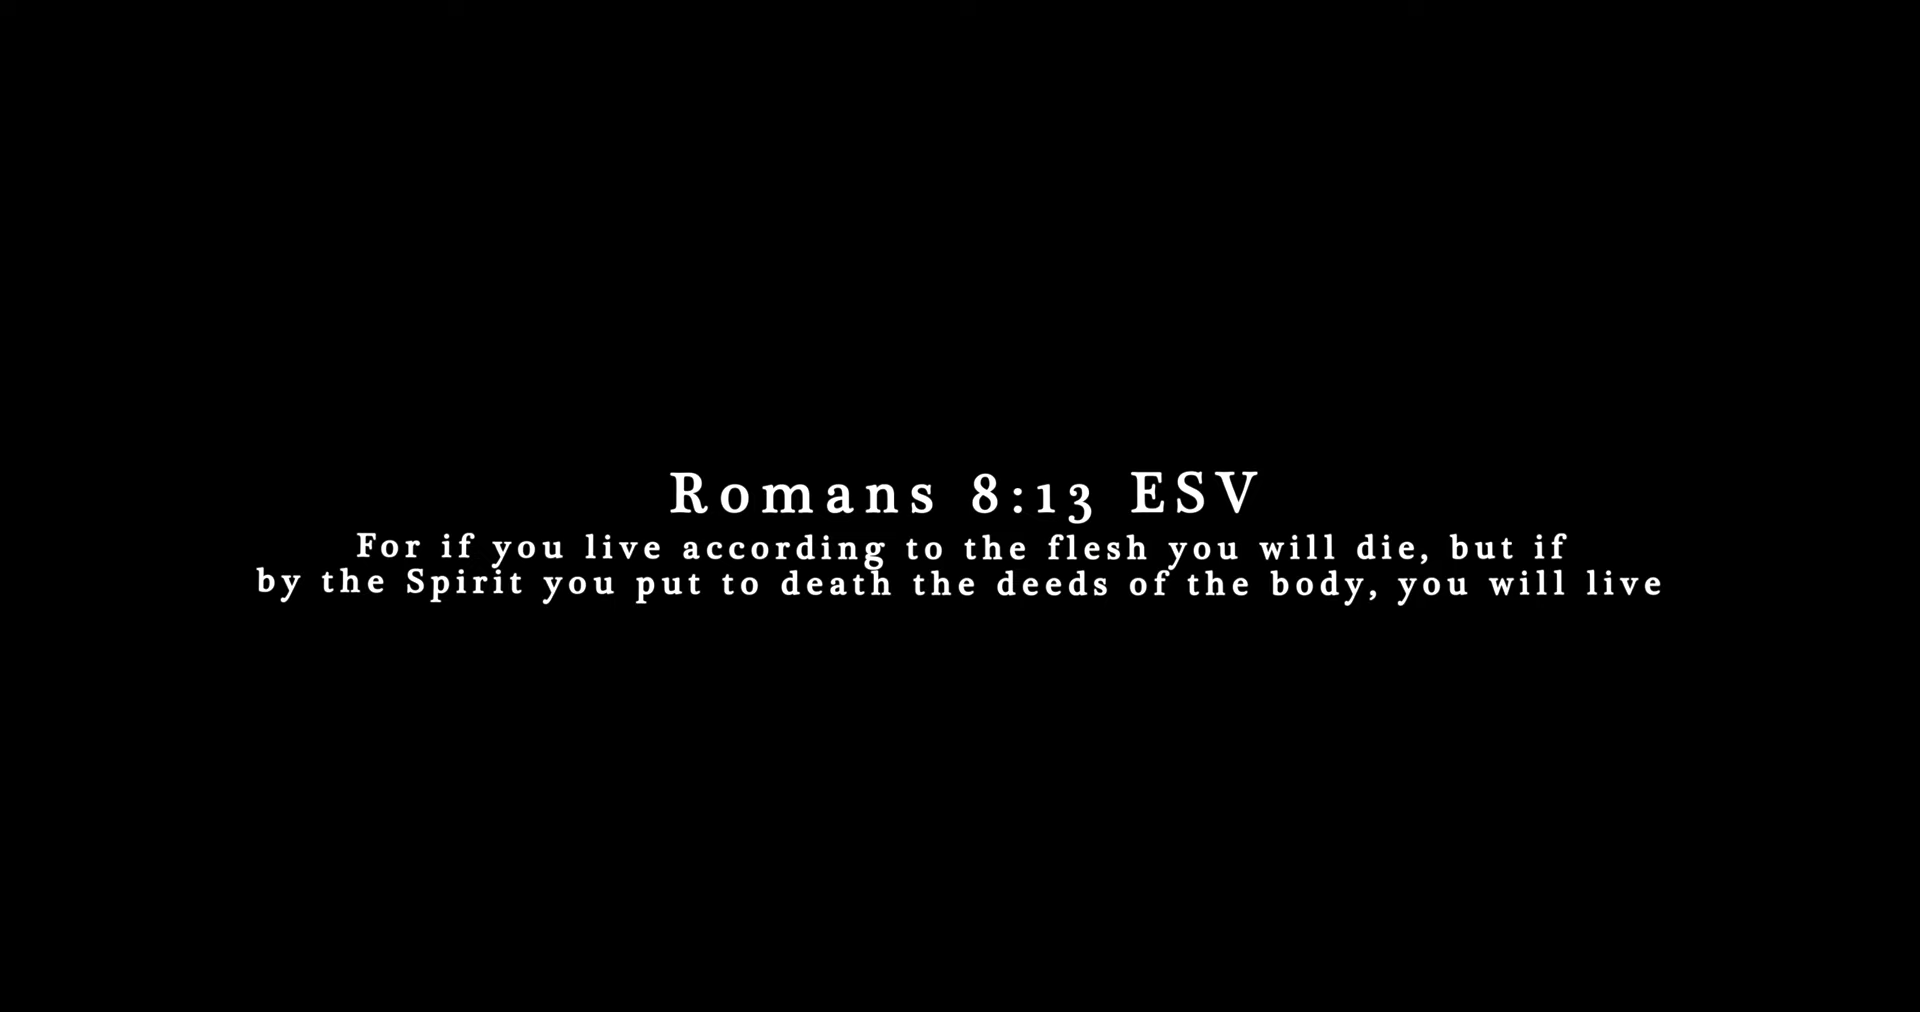 Romans 8:13 ESV
For if you live according to the flesh you will die, but if
by the Spirit you put to death the deeds of the body, you will live